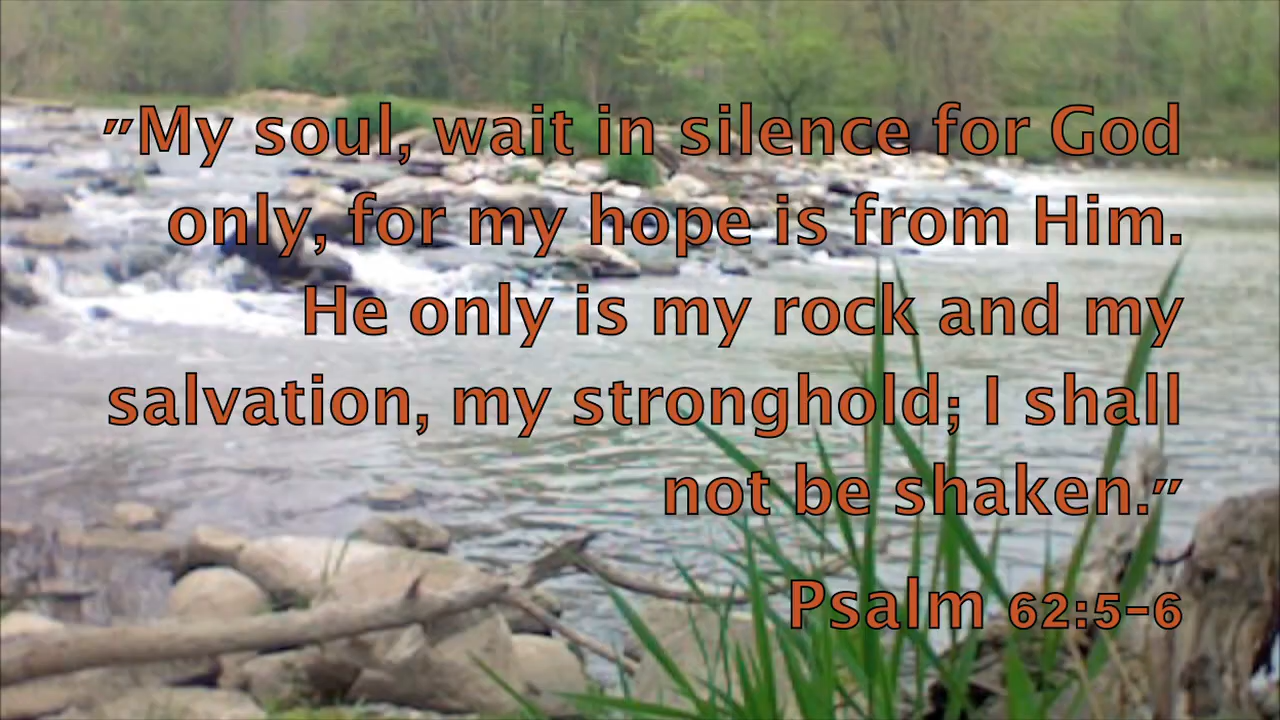 "My soul, wait in silence for God
only, for my hope is from Him.
He only is my rock and my
salvation, my stronghold; I shall
not be shaken."
Psalm 62:5-6